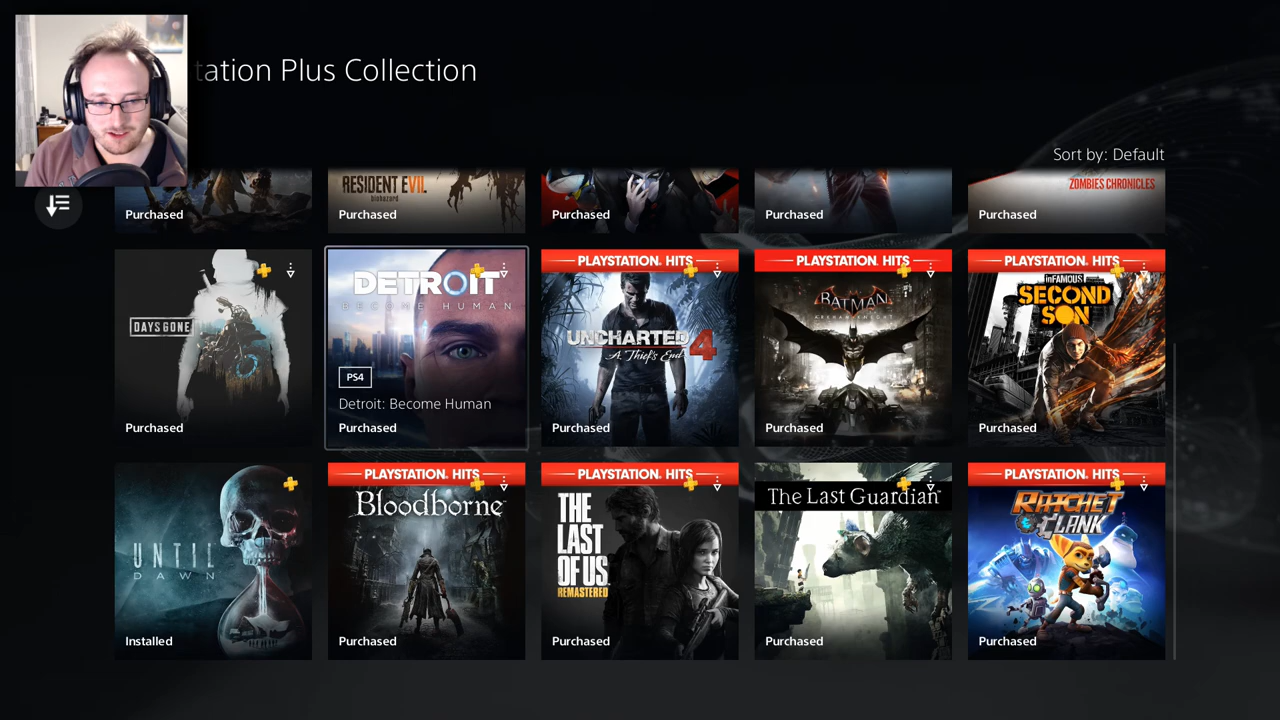 tation Plus Collection
Sort by: Default
RESIDENT EVII.
biohazard
ZOMBIES CHRONICLES
Purchased
Purchased
Purchased
Purchased
Purchased
DAYS GONE
Purchased
DETROIT
BECOME HUMAN
PS4
Detroit: Become Human
Purchased
PLAYSTATION HITS
UNCHARTED 4
A Thief's End
Purchased
PLAYSTATION HITS
BATMAN
ARKHAM KNIGHT
Purchased
PLAYSTATION HITS
inFAMOUS
SECOND
SON
Purchased
UNTIL
DAWN
Installed
PLAYSTATION HITS
Bloodborne
Purchased
PLAYSTATION HITS
THE
LAST
OF US
REMASTERED
Purchased
The Last Guardian
Purchased
PLAYSTATION HITS
RATCHET
CLANK
Purchased